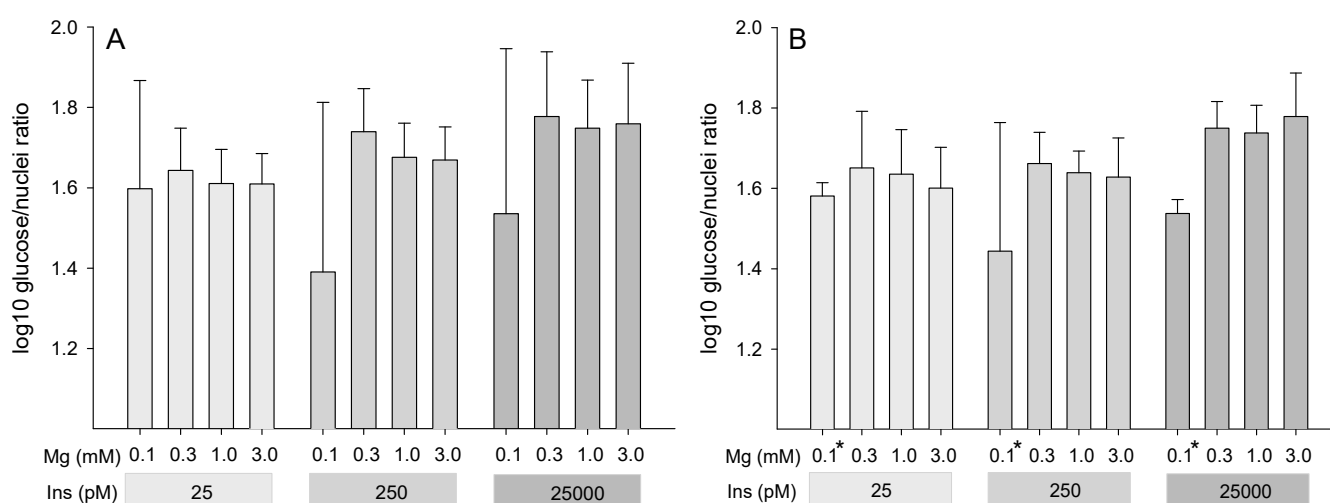 A
log10 glucose/nuclei ratio
2.0
1.8
1.6
1.4
1.2
Mg (mM) 0.1 0.3 1.0 3.0 0.1 0.3 1.0 3.0 0.1 0.3 1.0 3.0
Ins (pM) 25 250 25000
B
log10 glucose/nuclei ratio
2.0
1.8
1.6
1.4
1.2
Mg (mM) 0.1* 0.3 1.0 3.0 0.1* 0.3 1.0 3.0 0.1* 0.3 1.0 3.0
Ins (pM) 25 250 25000